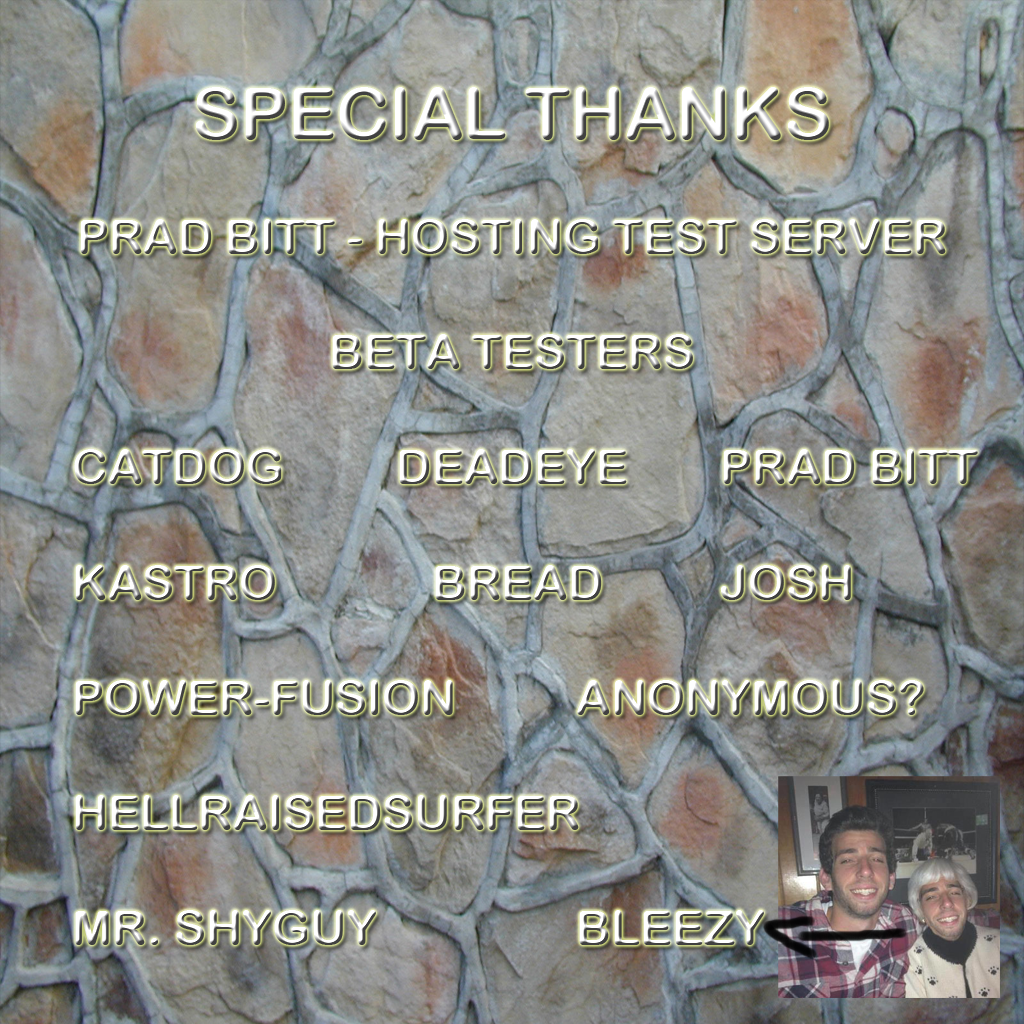 SPECIAL THANKS
PRAD BITT - HOSTING TEST SERVER
BETA TESTERS
CATDOG DEADEYE PRAD BITT
KASTRO BREAD JOSH
POWER-FUSION ANONYMOUS?
HELLRAISEDSURFER
MR. SHYGUY BLEEZY